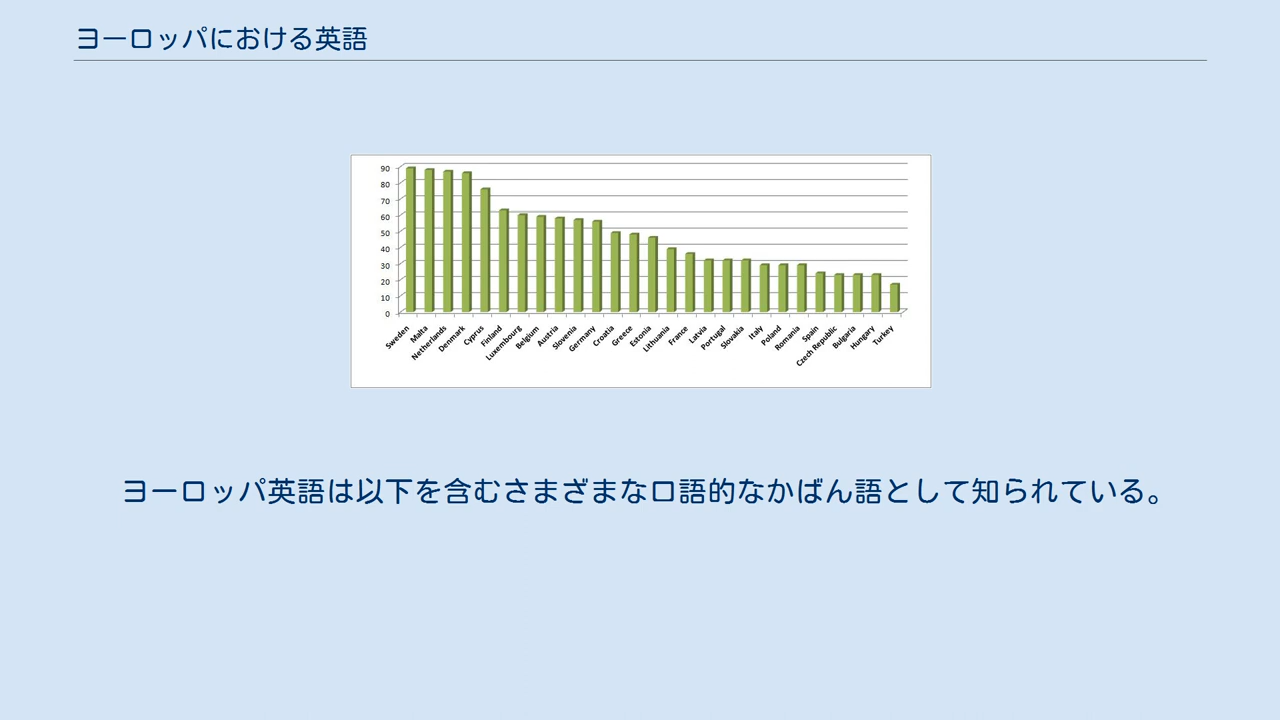 ヨーロッパにおける英語
90
80
70
60
50
40
30
20
10
0
Sweden
Malta
Netherlands
Denmark
Cyprus
Finland
Luxembourg
Belgium
Austria
Slovenia
Germany
Croatia
Greece
Estonia
Lithuania
France
Latvia
Portugal
Slovakia
Italy
Poland
Romania
Spain
Czech Republic
Bulgaria
Hungary
Turkey
ヨーロッパ英語は以下を含むさまざまな口語的なかばん語として知られている。